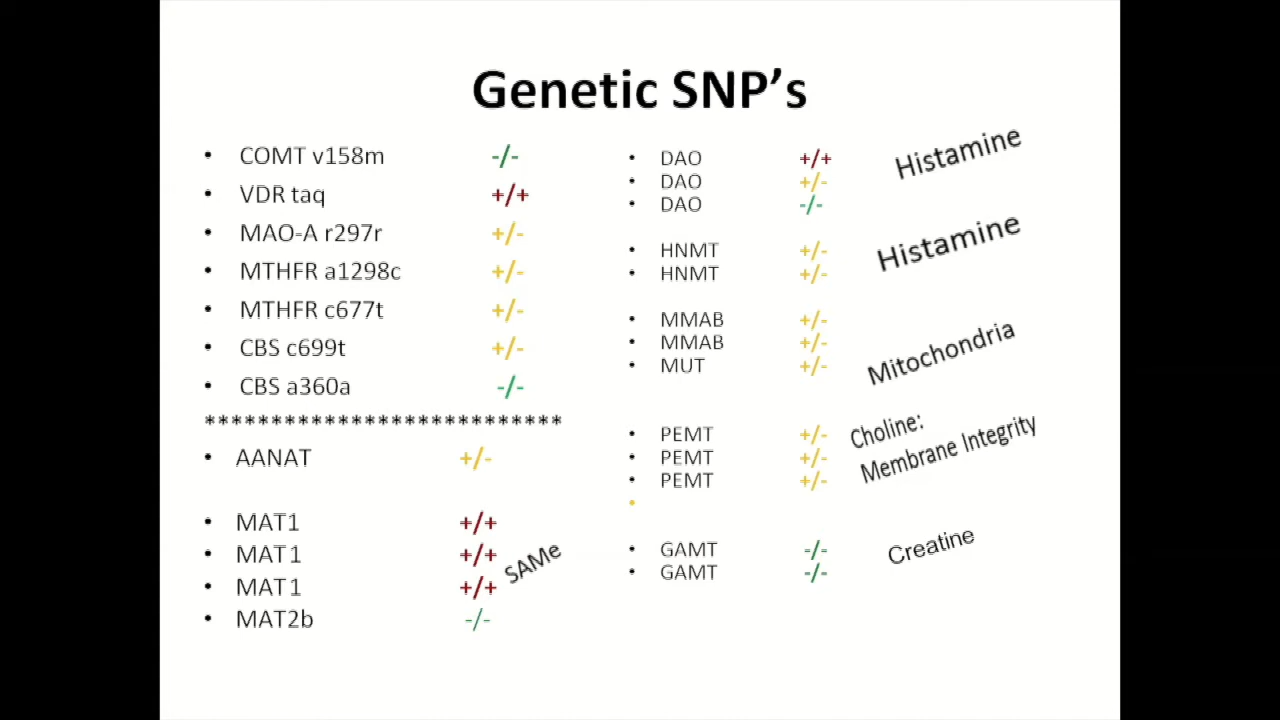 Genetic SNP’s
• COMT v158m -/-
• VDR taq +/+
• MAO-A r297r +/-
• MTHFR a1298c +/-
• MTHFR c677t +/-
• CBS c699t +/-
• CBS a360a -/-
***************************
• AANAT +/-
• MAT1 +/+
• MAT1 +/+
• MAT1 +/+
SAMe
• MAT2b -/-
• DAO +/+
• DAO +/-
• DAO -/-
Histamine
• HNMT +/-
• HNMT +/-
Histamine
• MMAB +/-
• MMAB +/-
• MUT +/-
Mitochondria
• PEMT +/-
• PEMT +/-
• PEMT +/-
•
Choline:
Membrane Integrity
• GAMT -/-
• GAMT -/-
Creatine